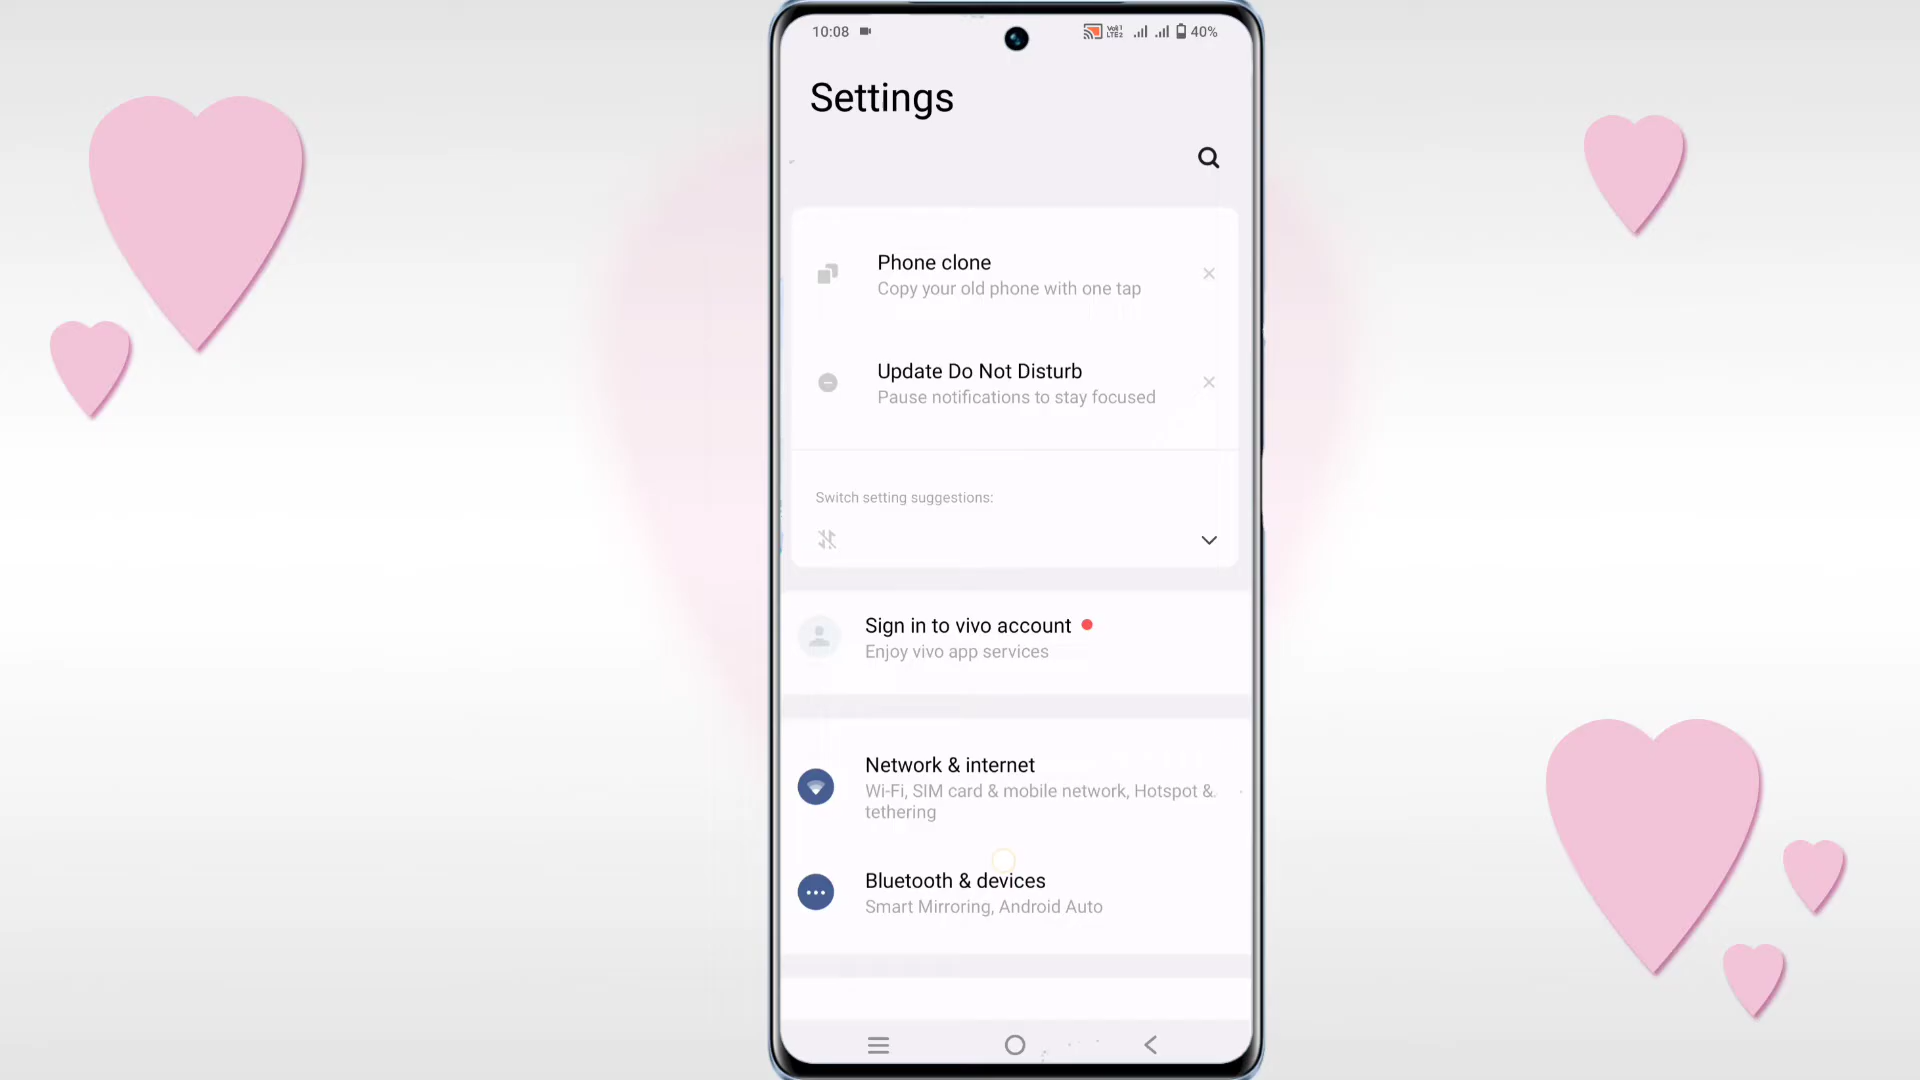 10:08
40%
Settings
Phone clone
Copy your old phone with one tap
Update Do Not Disturb
Pause notifications to stay focused
Switch setting suggestions:
Sign in to vivo account
Enjoy vivo app services
Network & internet
Wi-Fi, SIM card & mobile network, Hotspot &
tethering
Bluetooth & devices
Smart Mirroring, Android Auto